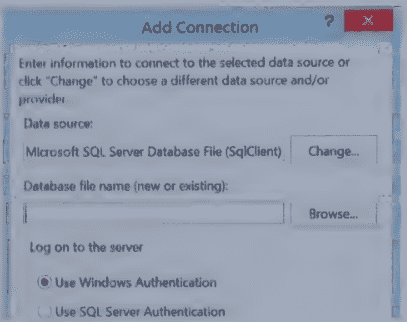 Add Connection
?
Enter information to connect to the selected data source or
click "Change" to choose a different data source and/or
provider.
Data source:
Microsoft SQL Server Database File (SqlClient)
Change...
Database file name (new or existing):
Browse...
Log on to the server
Use Windows Authentication
Use SQL Server Authentication